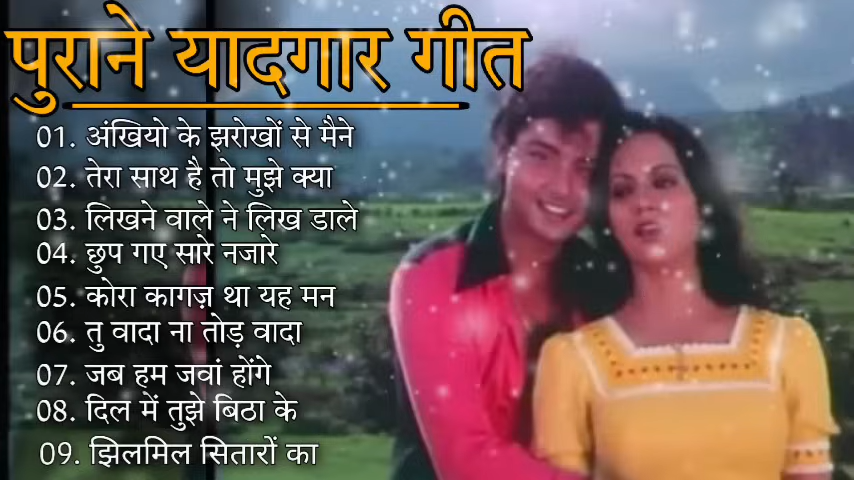 पुराने यादगार गीत
01. अंखियो के झरोखों से मैने
02. तेरा साथ है तो मुझे क्या
03. लिखने वाले ने लिख डाले
04. छुप गए सारे नजारे
05. कोरा कागज़ था यह मन
06. तु वादा ना तोड़ वादा
07. जब हम जवां होंगे
08. दिल में तुझे बिठा के
09. झिलमिल सितारों का